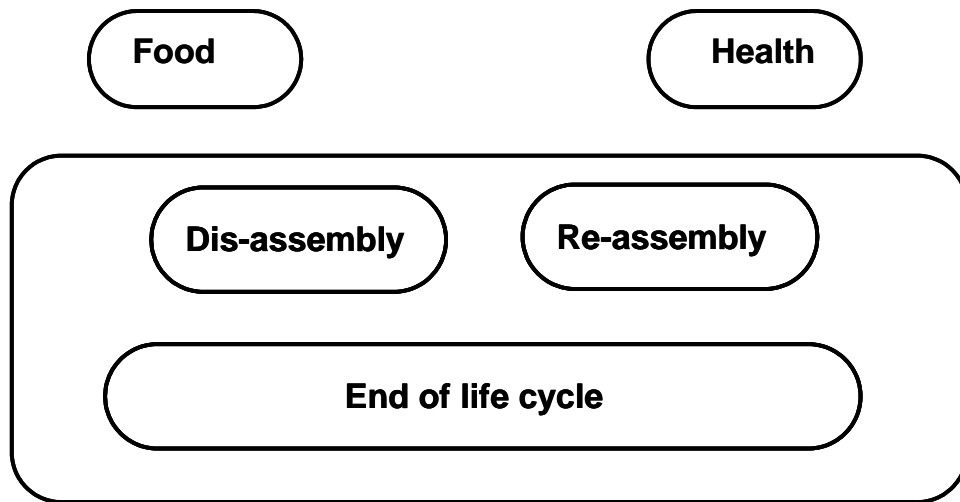 Food
Health
Dis-assembly
Re-assembly
End of life cycle